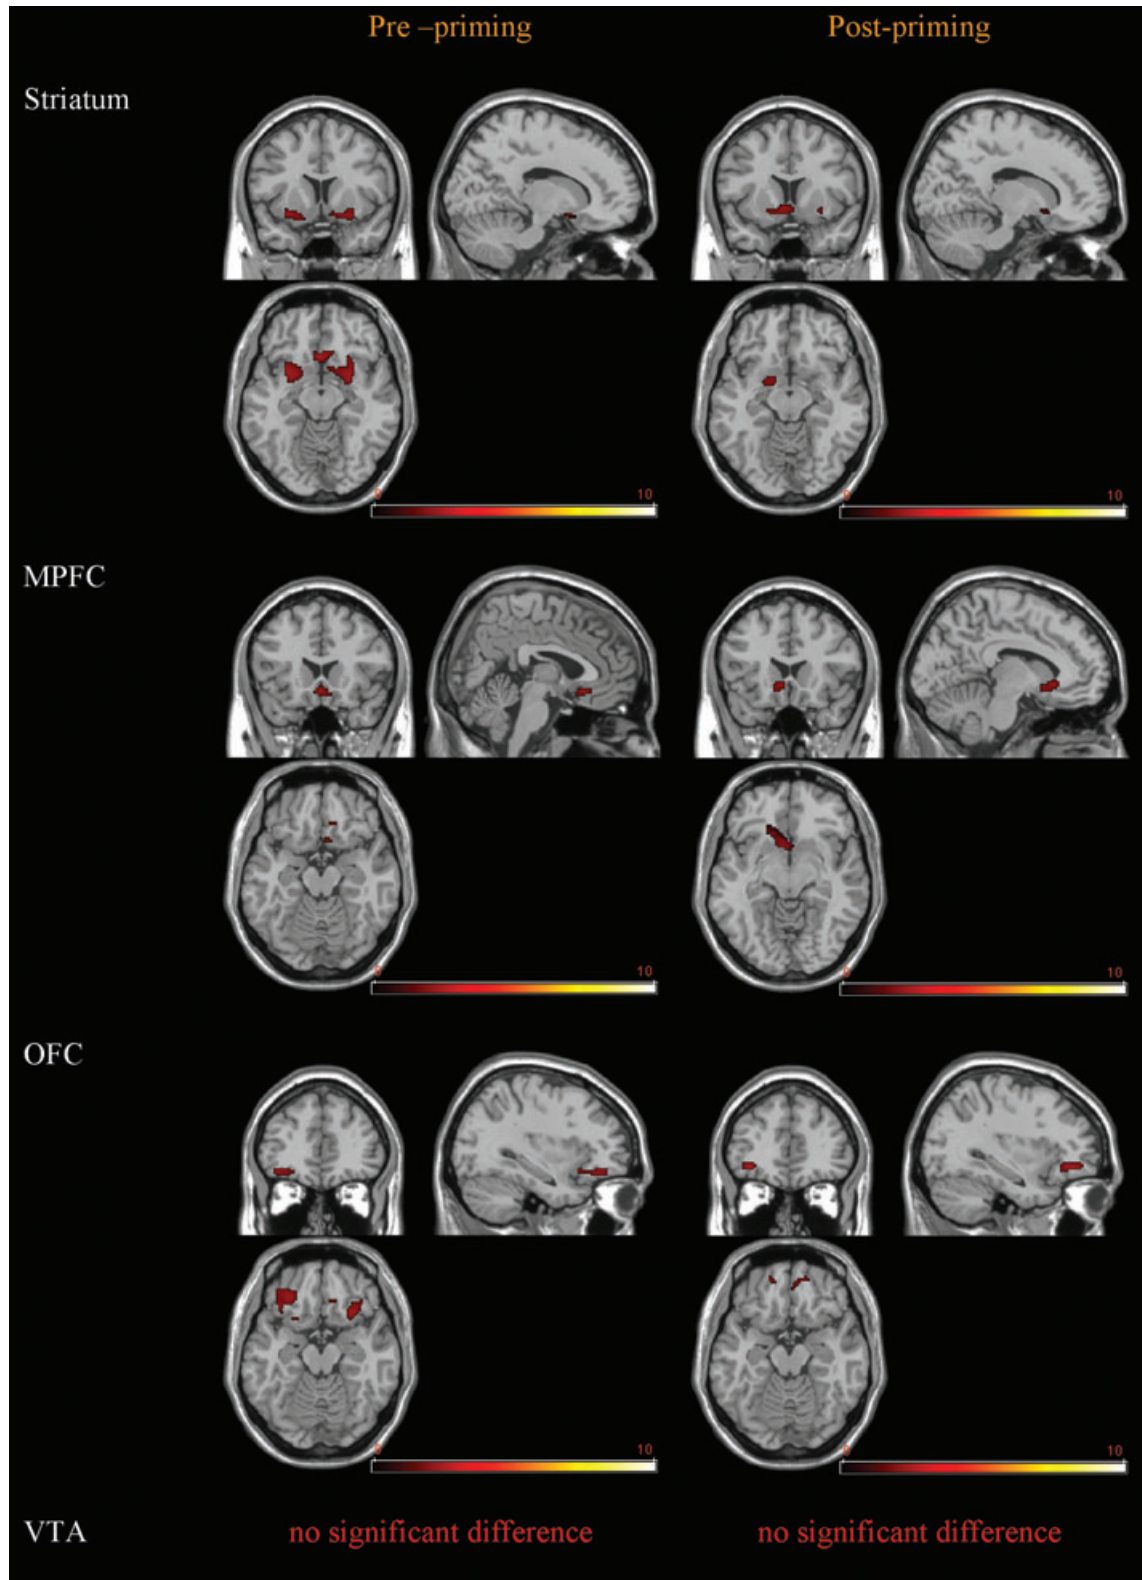 Pre –priming Post-priming
Striatum
0 10 0 10
MPFC
0 10 0 10
OFC
0 10 0 10
VTA no significant difference no significant difference